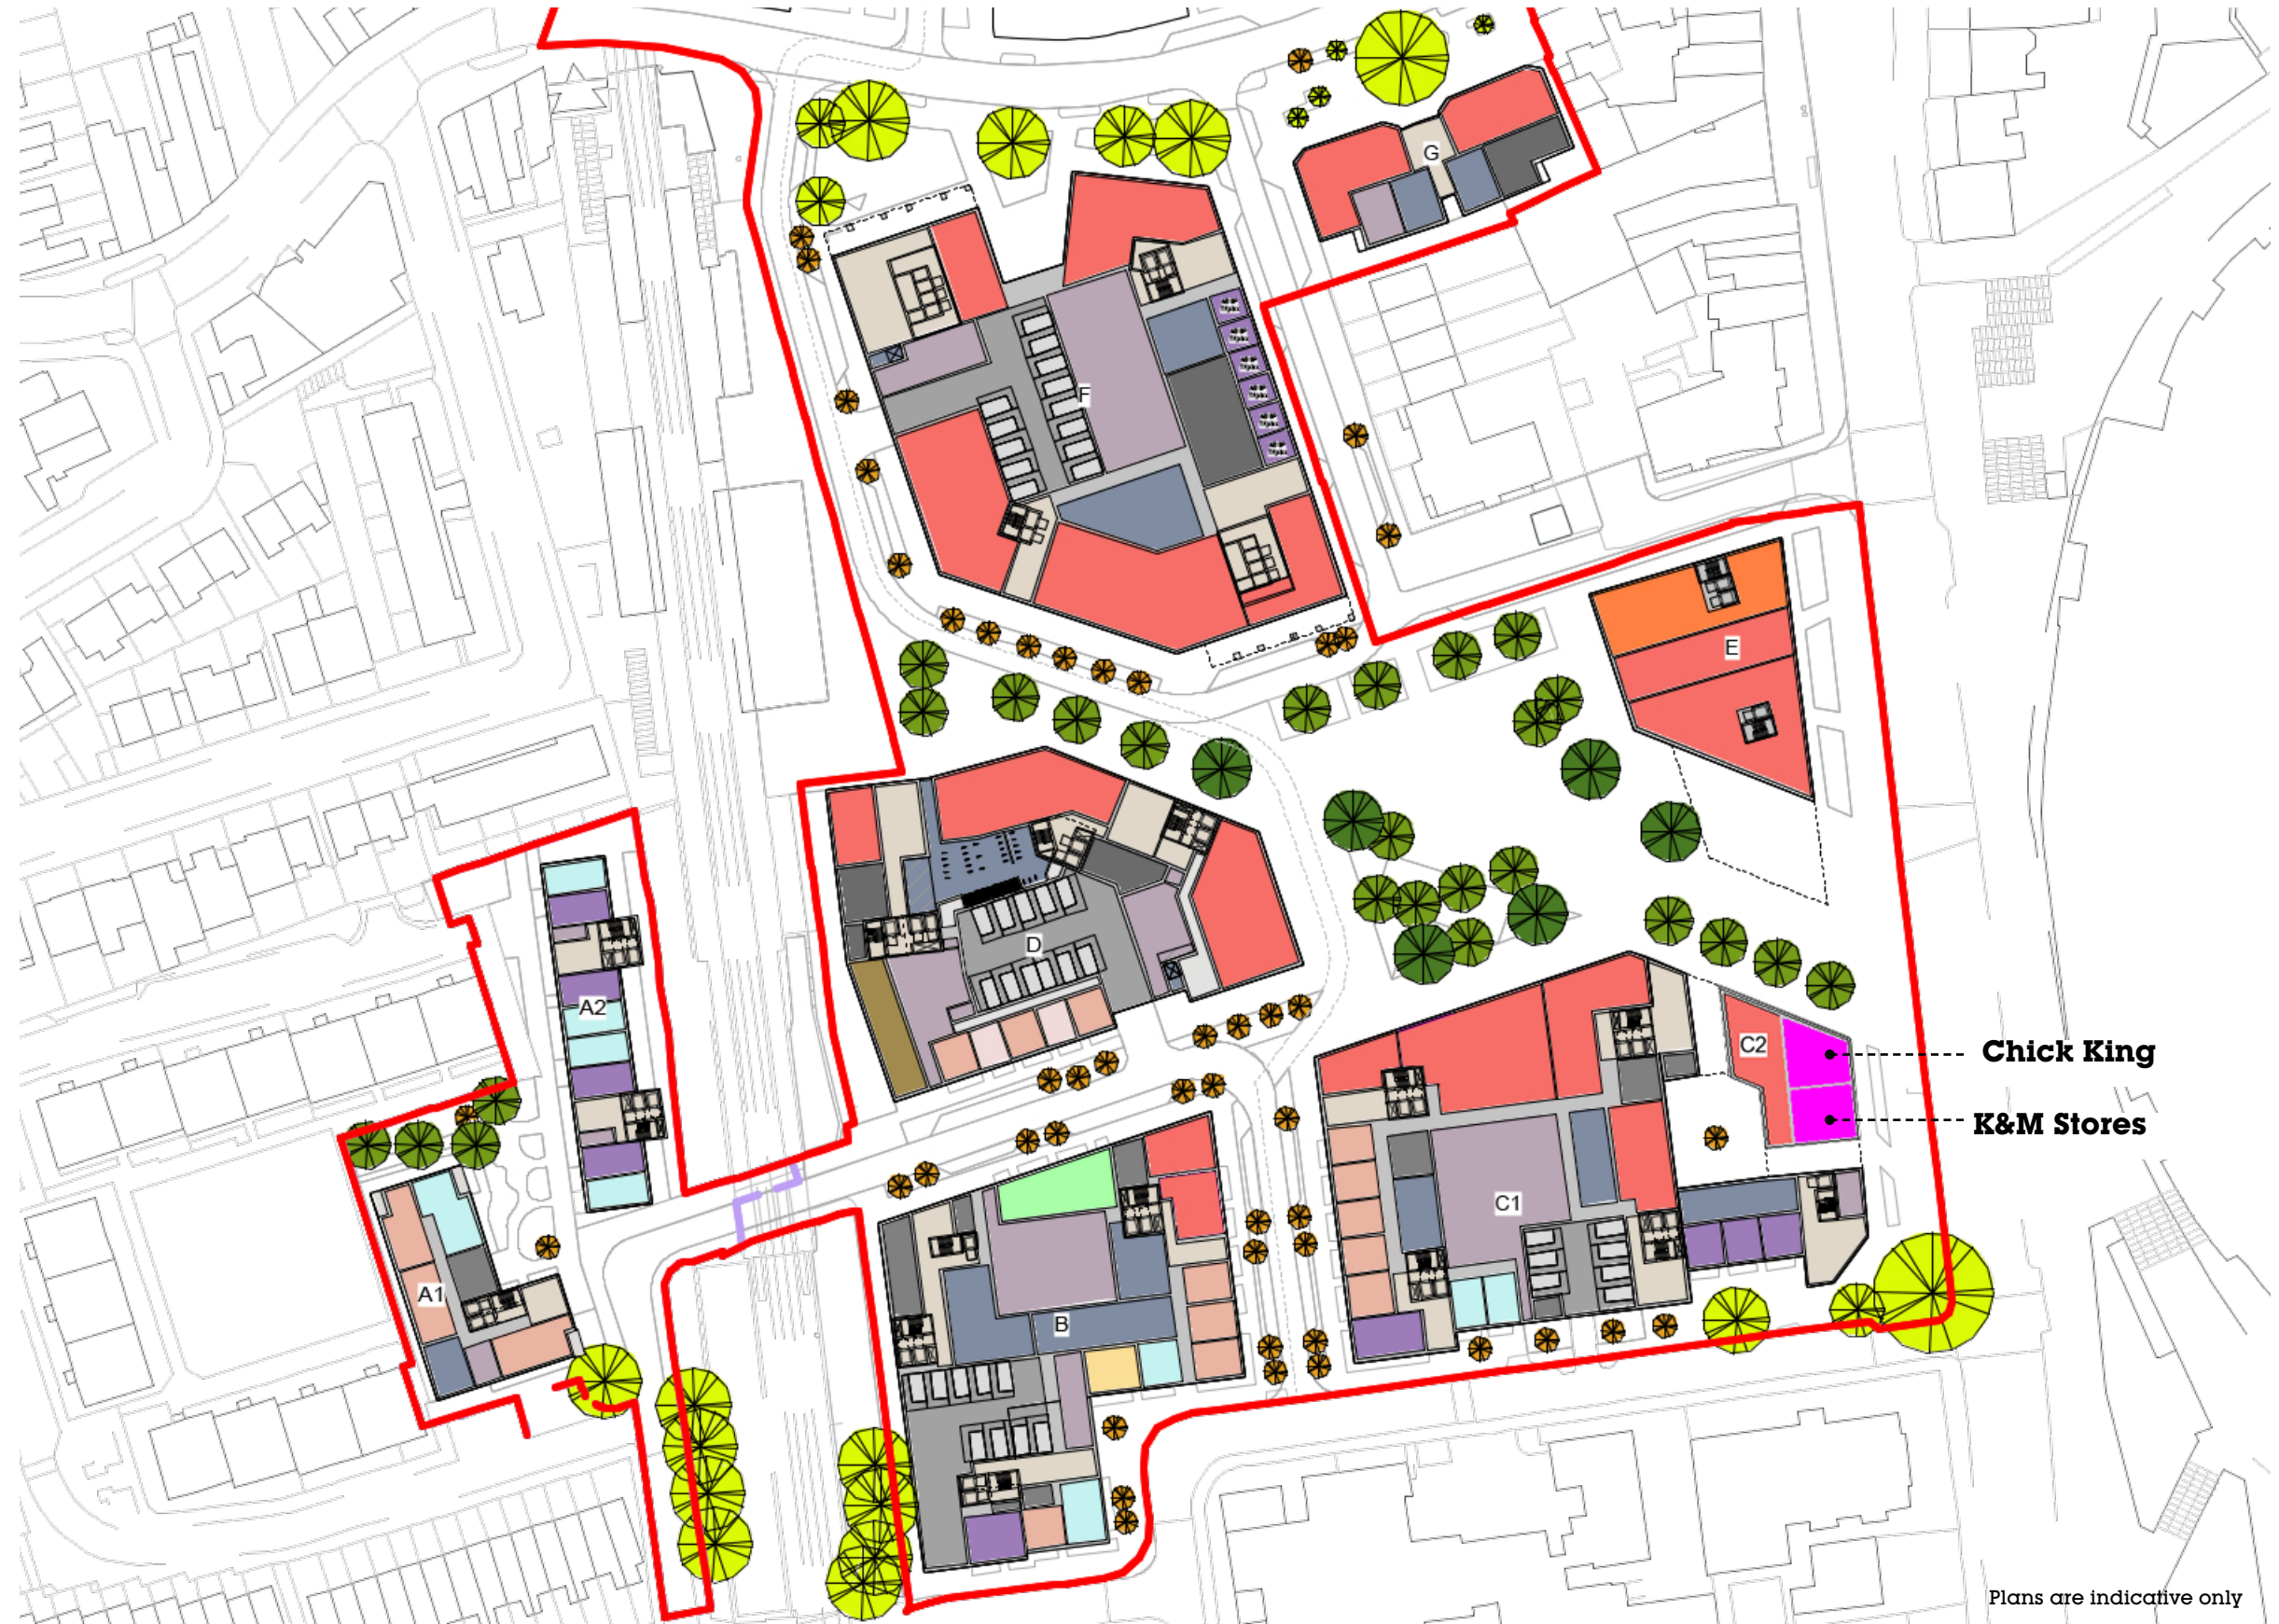 G
F
E
D
A2
C2
Chick King
K&M Stores
C1
A1
B
Plans are indicative only